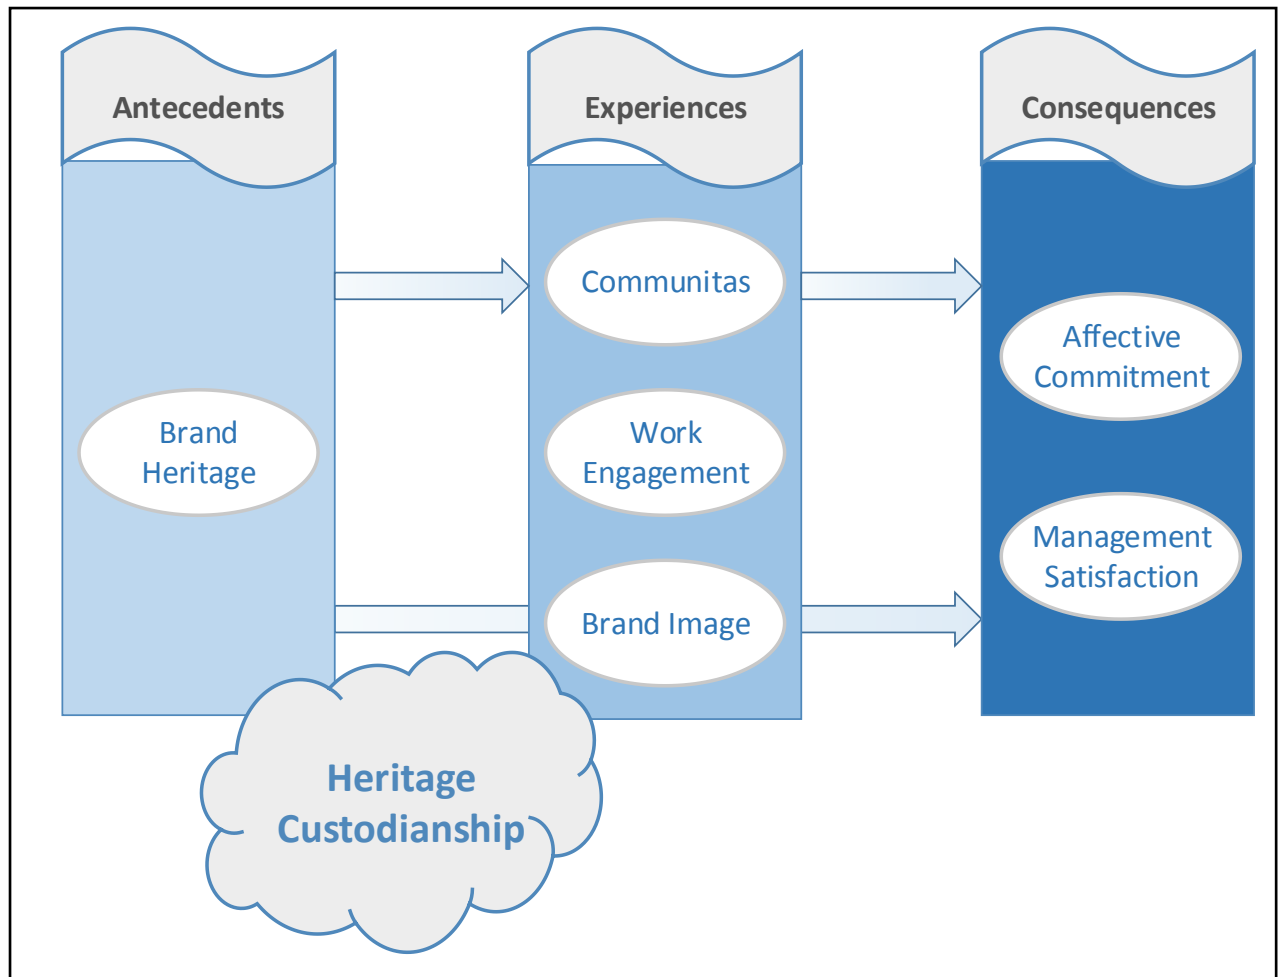 Antecedents
Experiences
Consequences
Brand
Heritage
Communitas
Work
Engagement
Brand Image
Affective
Commitment
Management
Satisfaction
Heritage
Custodianship